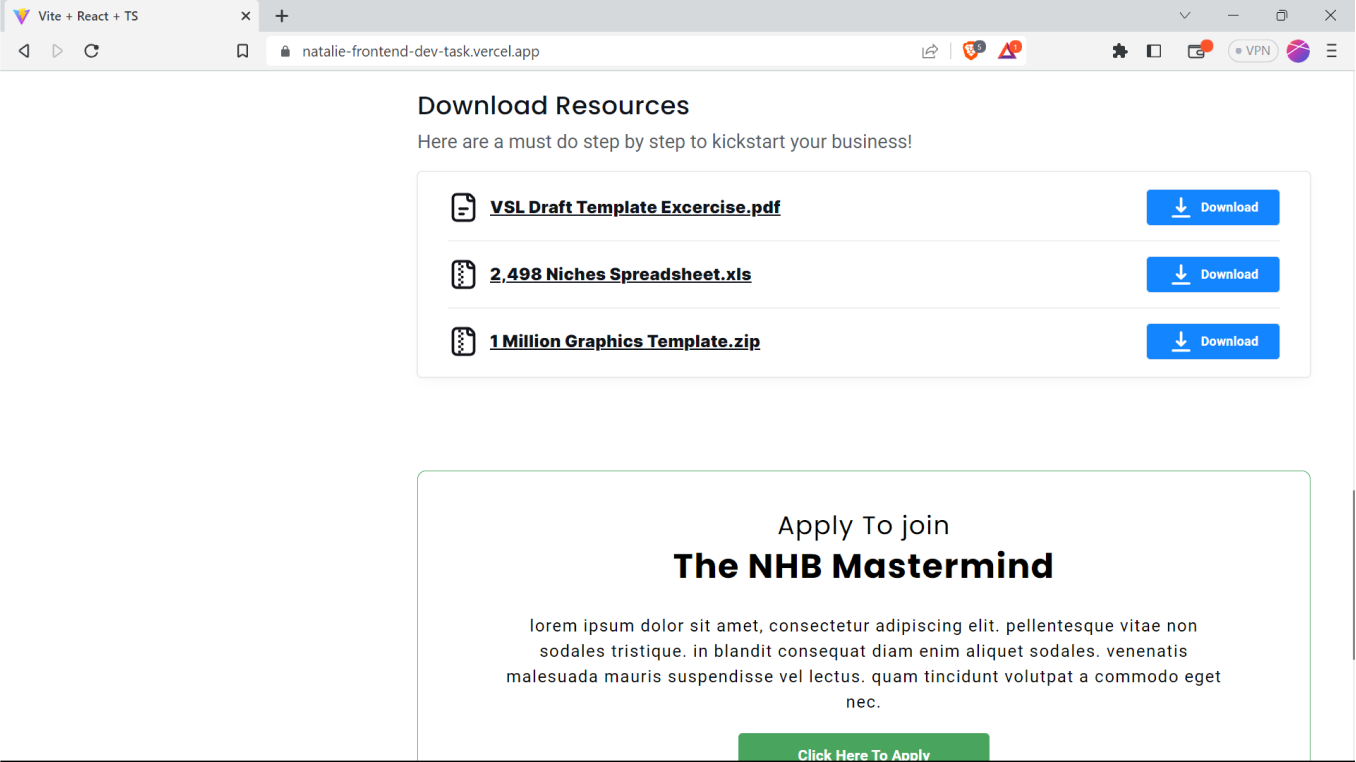 Vite + React + TS
natalie-frontend-dev-task.vercel.app
5
1
VPN
Download Resources
Here are a must do step by step to kickstart your business!
VSL Draft Template Excercise.pdf
Download
2,498 Niches Spreadsheet.xls
Download
1 Million Graphics Template.zip
Download
Apply To join
The NHB Mastermind
lorem ipsum dolor sit amet, consectetur adipiscing elit. pellentesque vitae non
sodales tristique. in blandit consequat diam enim aliquet sodales. venenatis
malesuada mauris suspendisse vel lectus. quam tincidunt volutpat a commodo eget
nec.
Click Here To Apply